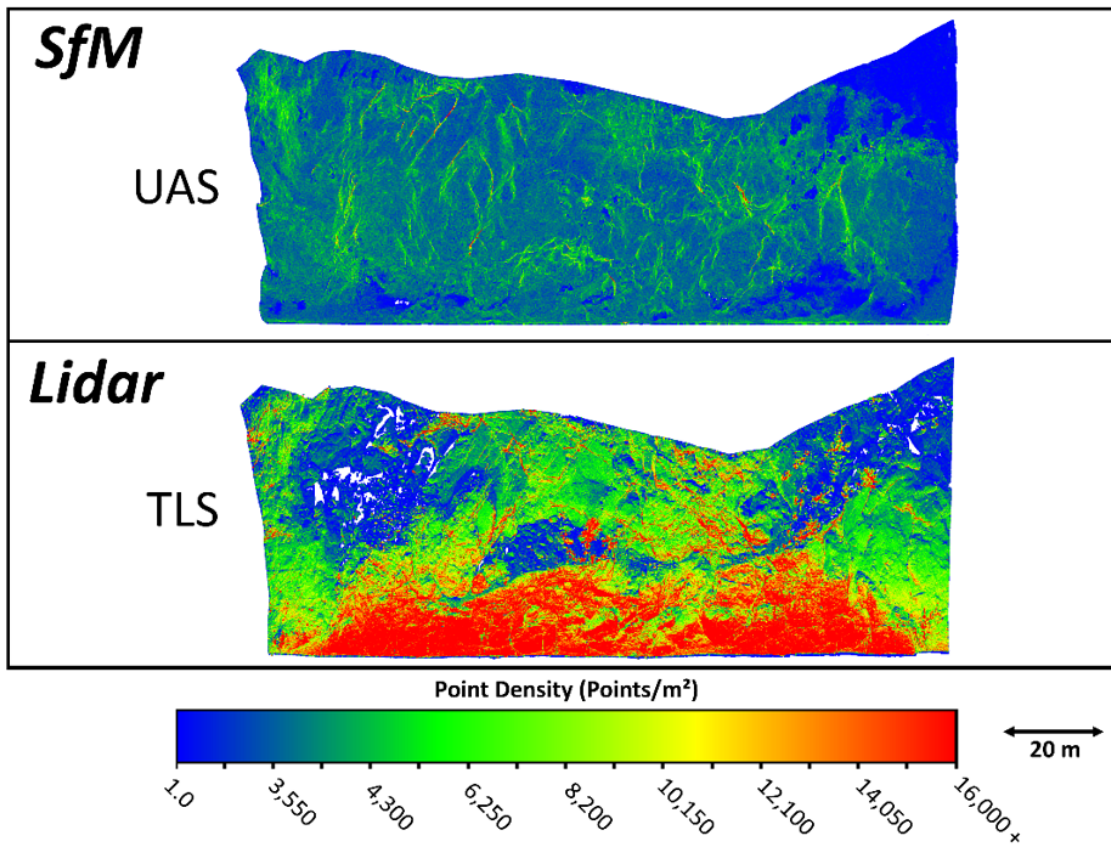 SfM
UAS
Lidar
TLS
Point Density (Points/m²)
1.0
3,550
4,300
6,250
8,200
10,150
12,100
14,050
16,000 +
20 m